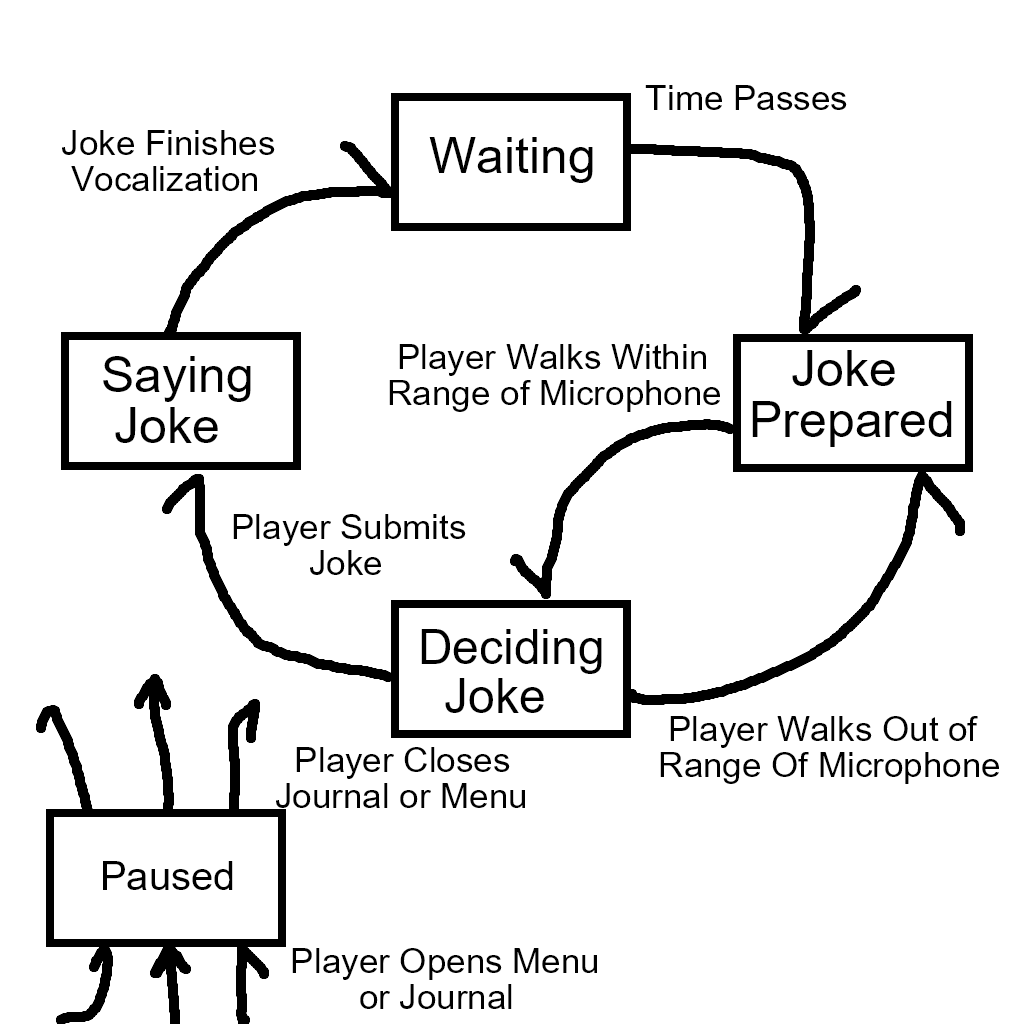 Time Passes
Joke Finishes
Vocalization
Waiting
Player Walks Within
Range of Microphone
Joke
Prepared
Saying
Joke
Player Submits
Joke
Deciding
Joke
Player Walks Out of
Range Of Microphone
Player Closes
Journal or Menu
Paused
Player Opens Menu
or Journal